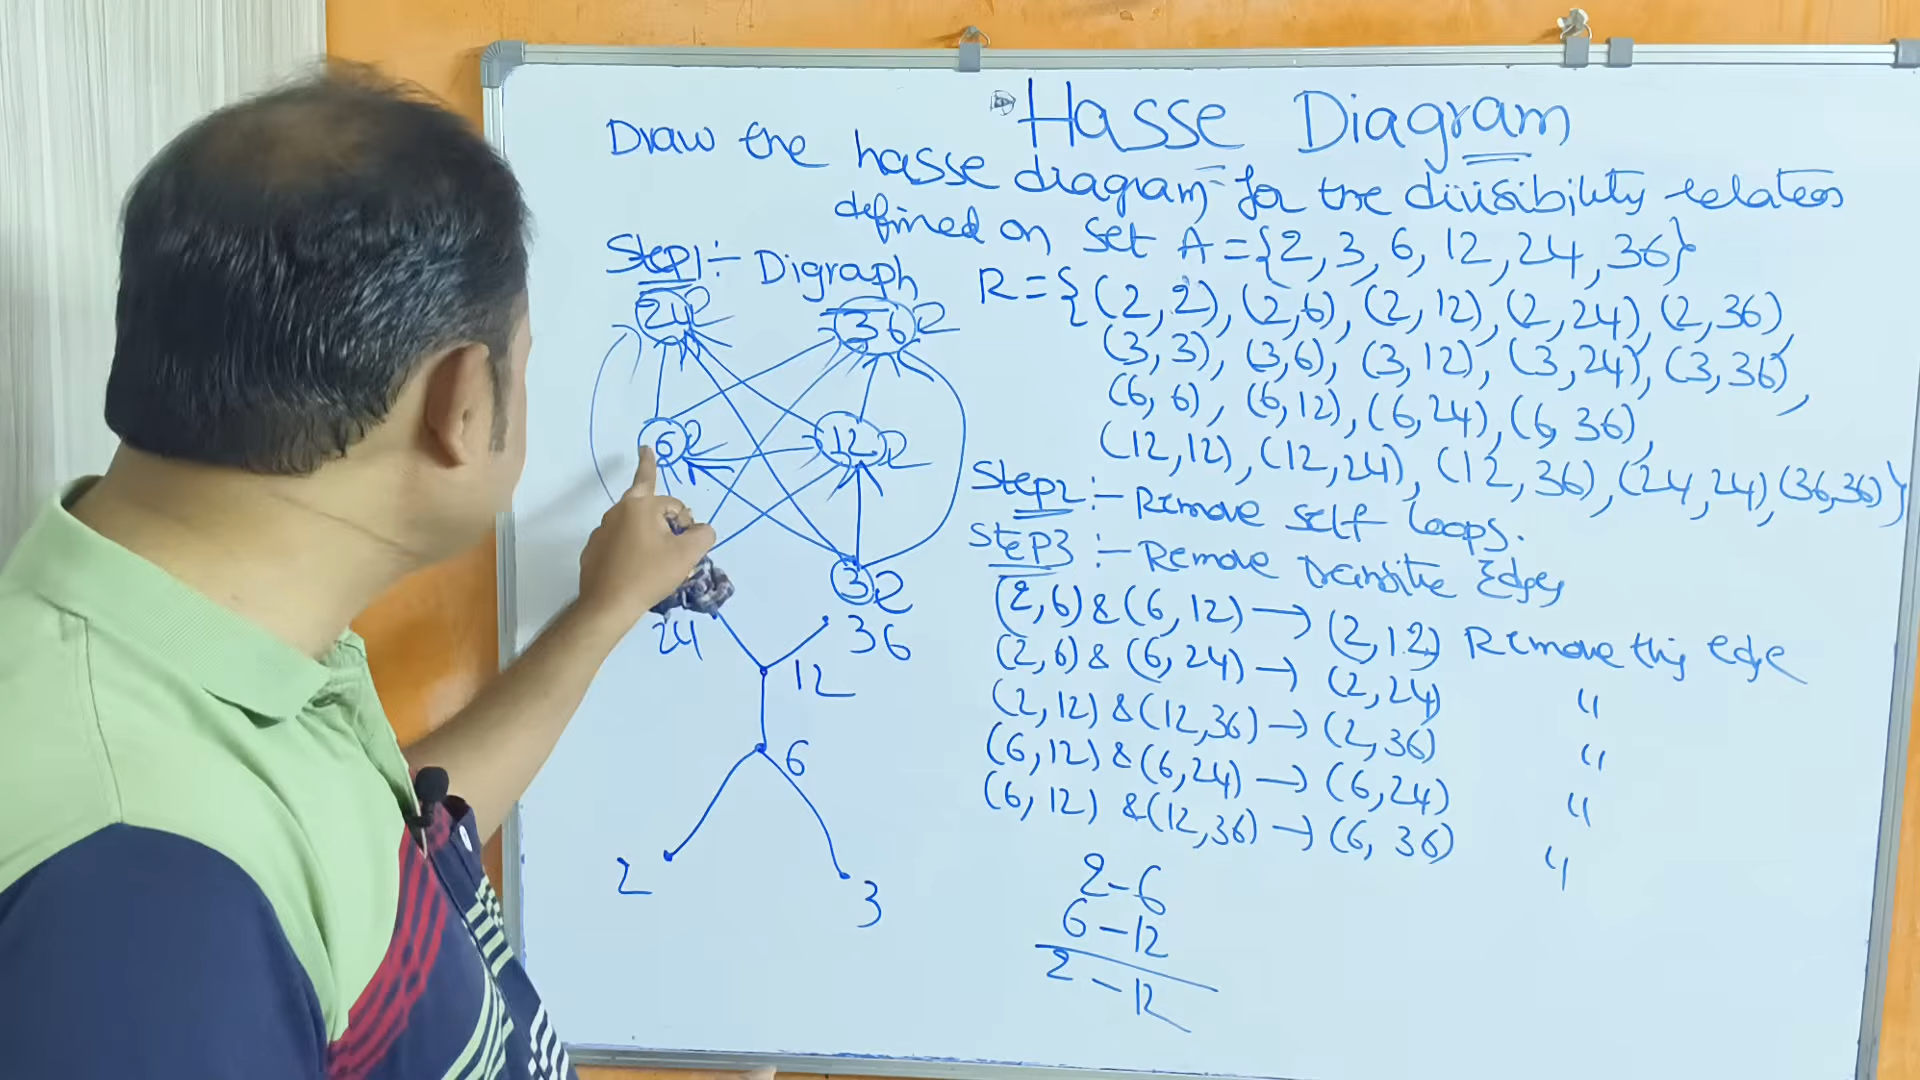 Hasse Diagram
Draw the hasse diagram for the divisibility relation
defined on set A = {2, 3, 6, 12, 24, 36}
Step1:- Digraph
R = {(2,2), (2,6), (2,12), (2,24), (2,36),
(3,3), (3,6), (3,12), (3,24), (3,36),
(6,6), (6,12), (6,24), (6,36),
(12,12), (12,24), (12,36), (24,24), (36,36)}
24
36
6
12
3
Step2:- Remove self loops.
Step3:- Remove transitive Edges
(2,6) & (6,12) → (2,12) Remove this edge
(2,6) & (6,24) → (2,24) "
(2,12) & (12,36) → (2,36) "
(6,12) & (6,24) → (6,24) "
(6,12) & (12,36) → (6,36) "
24
36
12
6
2
3
2-6
6-12
2-12